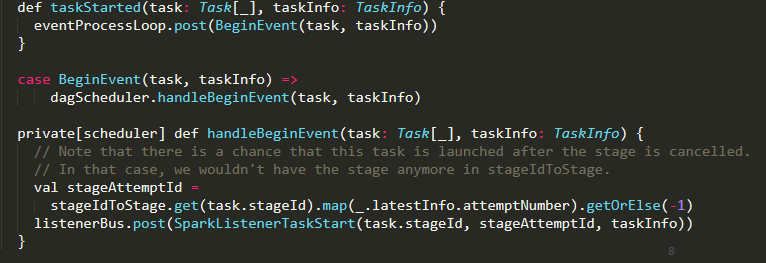 def taskStarted(task: Task[_], taskInfo: TaskInfo) {
  eventProcessLoop.post(BeginEvent(task, taskInfo))
}

case BeginEvent(task, taskInfo) =>
    dagScheduler.handleBeginEvent(task, taskInfo)

private[scheduler] def handleBeginEvent(task: Task[_], taskInfo: TaskInfo) {
  // Note that there is a chance that this task is launched after the stage is cancelled.
  // In that case, we wouldn't have the stage anymore in stageIdToStage.
  val stageAttemptId =
    stageIdToStage.get(task.stageId).map(_.latestInfo.attemptNumber).getOrElse(-1)
  listenerBus.post(SparkListenerTaskStart(task.stageId, stageAttemptId, taskInfo))
}
8